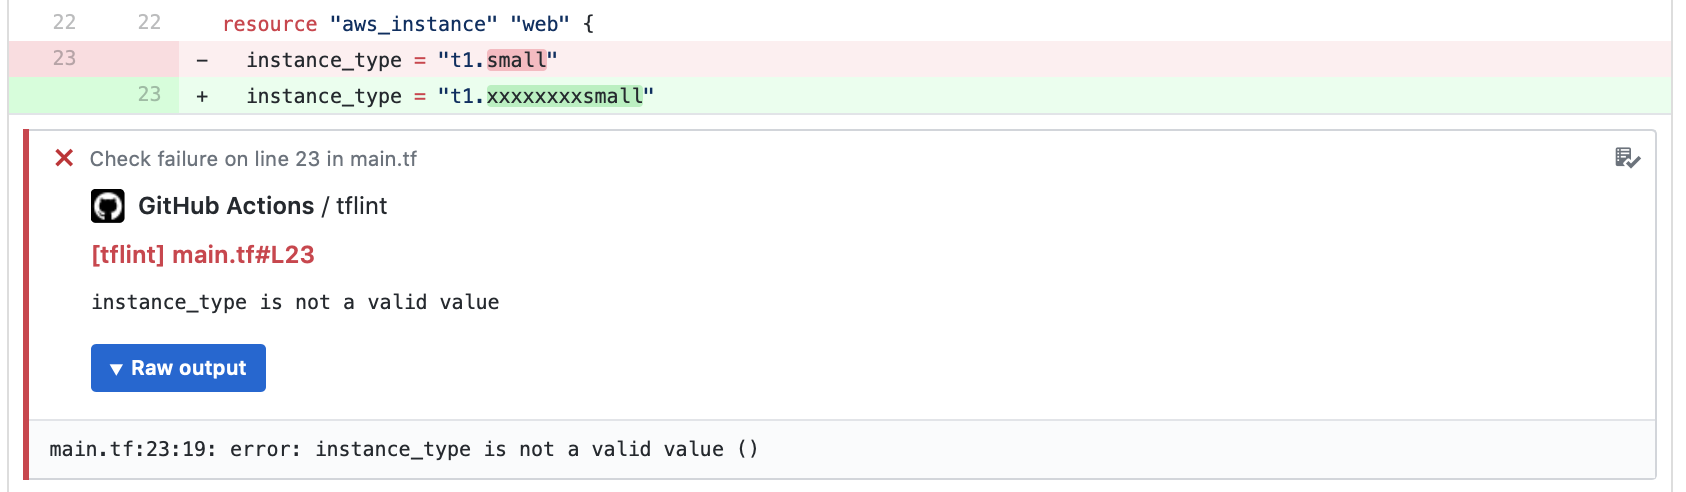 22 22 resource "aws_instance" "web" {
23 - instance_type = "t1.small"
23 + instance_type = "t1.xxxxxxxxsmall"
Check failure on line 23 in main.tf
GitHub Actions / tflint
[tflint] main.tf#L23
instance_type is not a valid value
▼ Raw output
main.tf:23:19: error: instance_type is not a valid value ()